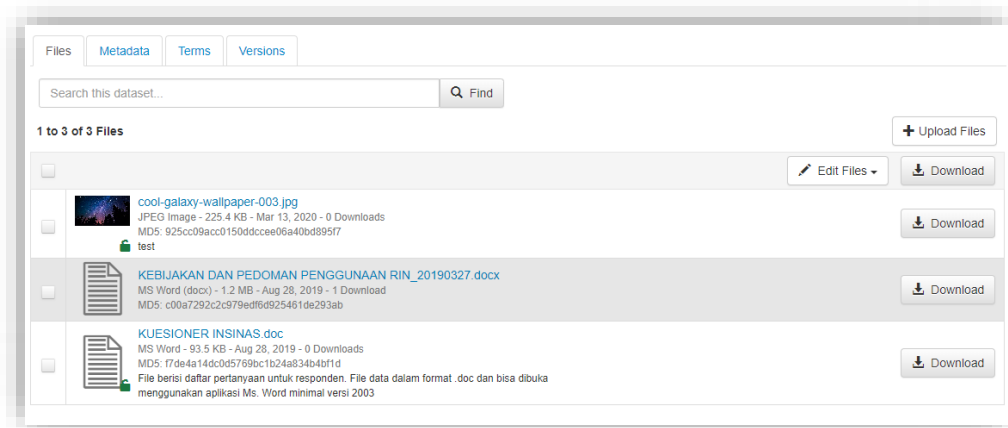 Files Metadata Terms Versions
Search this dataset... Find
1 to 3 of 3 Files Upload Files
Edit Files Download
cool-galaxy-wallpaper-003.jpg
JPEG Image - 225.4 KB - Mar 13, 2020 - 0 Downloads
MD5: 925cc09acc0150ddccee06a40bd895f7
test
Download
KEBIJAKAN DAN PEDOMAN PENGGUNAAN RIN_20190327.docx
MS Word (docx) - 1.2 MB - Aug 28, 2019 - 1 Download
MD5: c00a7292c2c979edf6d925461de293ab
Download
KUESIONER INSINAS.doc
MS Word - 93.5 KB - Aug 28, 2019 - 0 Downloads
MD5: f7de4a14dc0d5769bc1b24a834b4bf1d
File berisi daftar pertanyaan untuk responden. File data dalam format .doc dan bisa dibuka
menggunakan aplikasi Ms. Word minimal versi 2003
Download